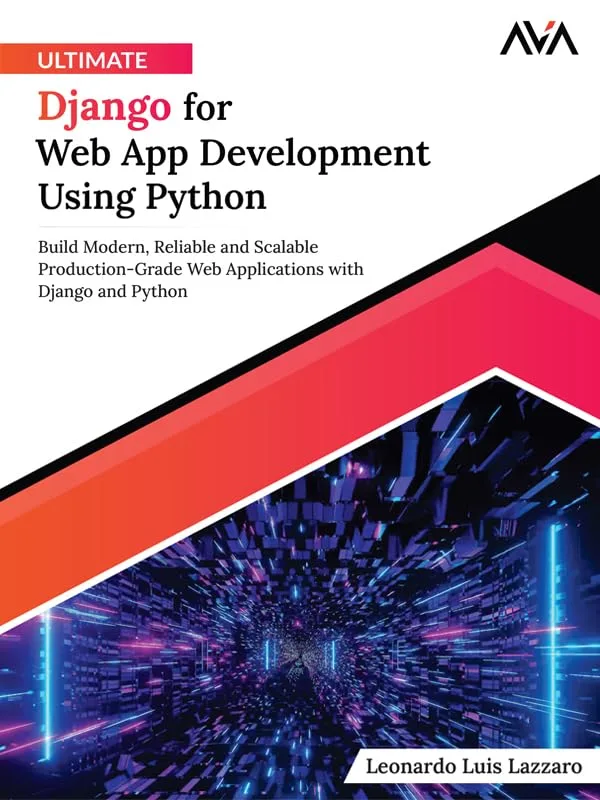 AVA
ULTIMATE
Django for
Web App Development
Using Python
Build Modern, Reliable and Scalable
Production-Grade Web Applications with
Django and Python
Leonardo Luis Lazzaro